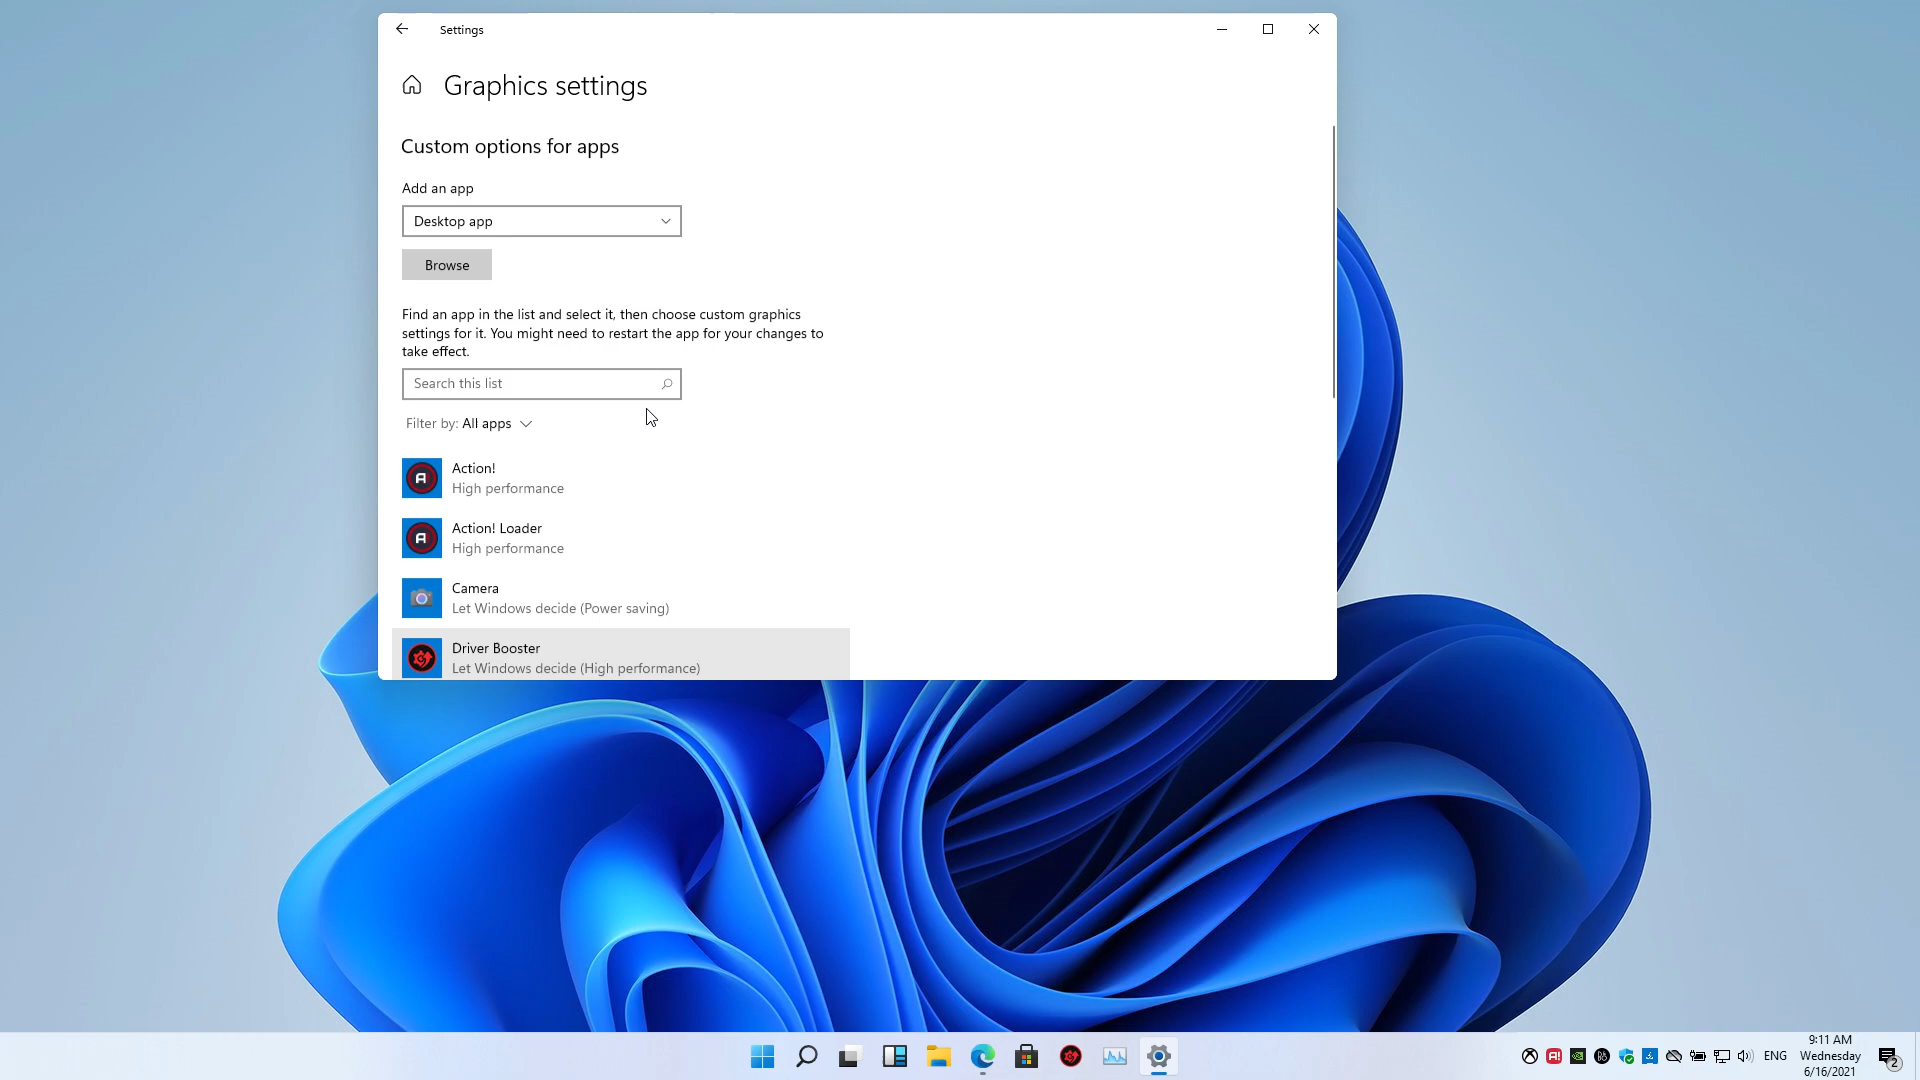 Settings
Graphics settings
Custom options for apps
Add an app
Desktop app
Browse
Find an app in the list and select it, then choose custom graphics
settings for it. You might need to restart the app for your changes to
take effect.
Search this list
Filter by: All apps
Action!
High performance
Action! Loader
High performance
Camera
Let Windows decide (Power saving)
Driver Booster
Let Windows decide (High performance)
ENG
9:11 AM
Wednesday
6/16/2021
2